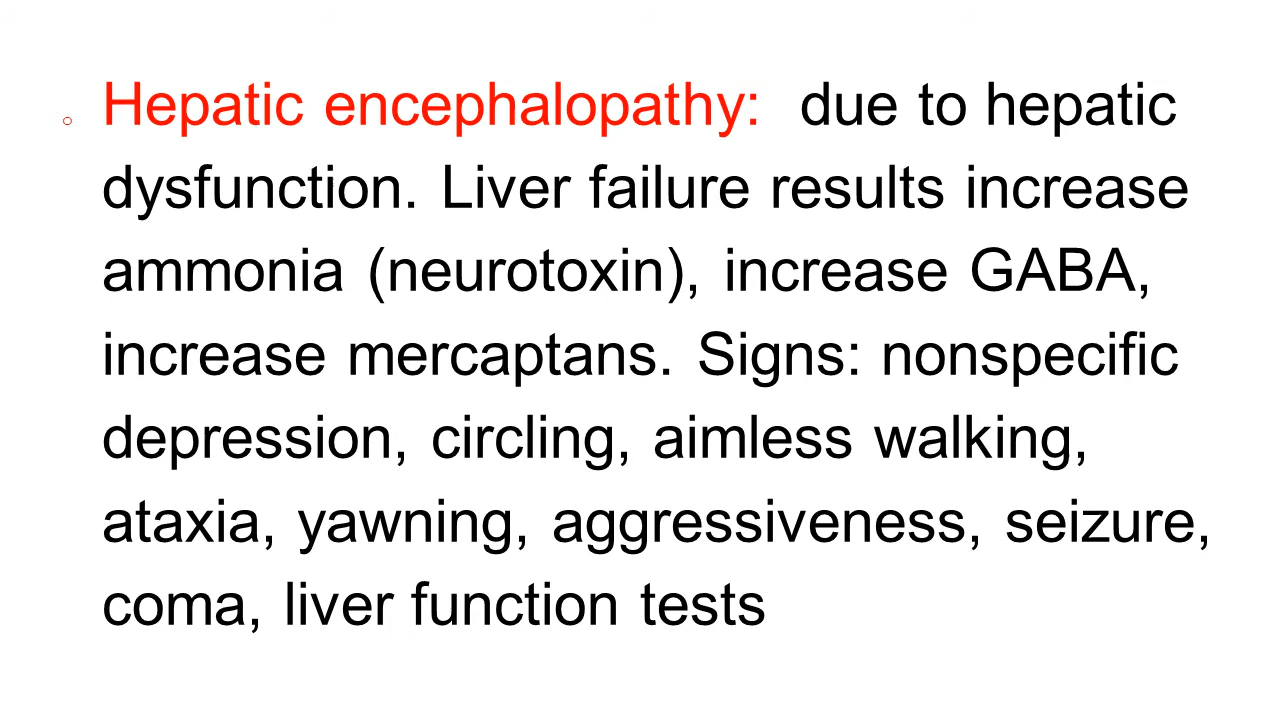 ○ Hepatic encephalopathy: due to hepatic
dysfunction. Liver failure results increase
ammonia (neurotoxin), increase GABA,
increase mercaptans. Signs: nonspecific
depression, circling, aimless walking,
ataxia, yawning, aggressiveness, seizure,
coma, liver function tests